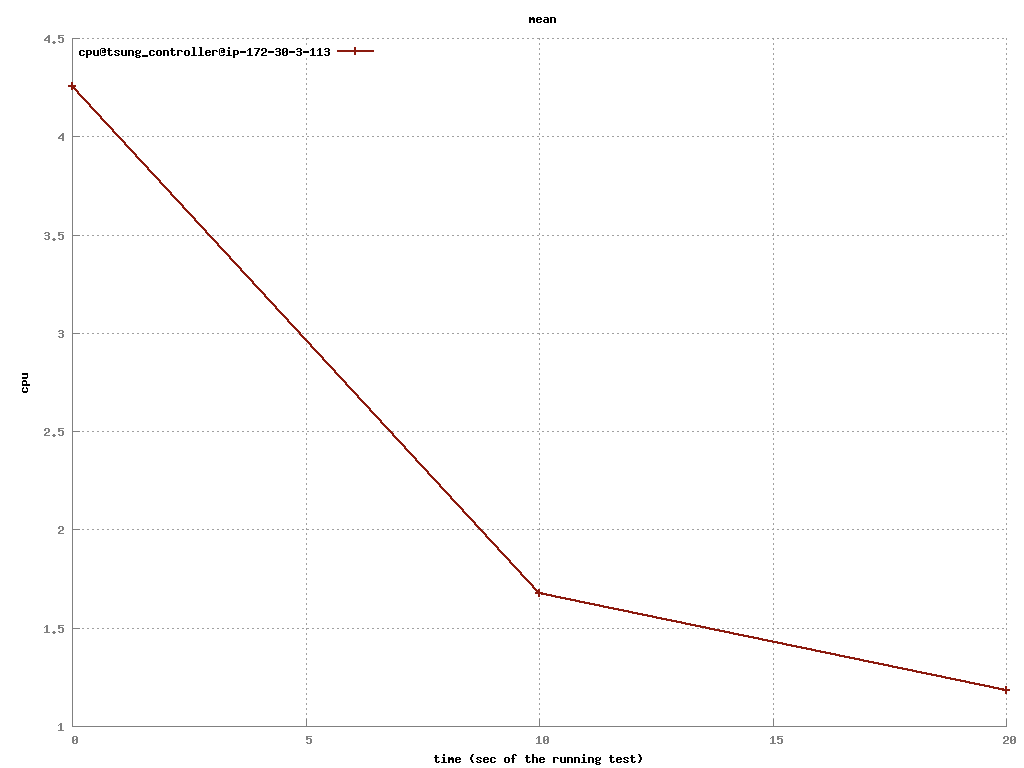 mean
4.5
cpu@tsung_controller@ip-172-30-3-113
4
3.5
3
cpu
2.5
2
1.5
1
0 5 10 15 20
time (sec of the running test)